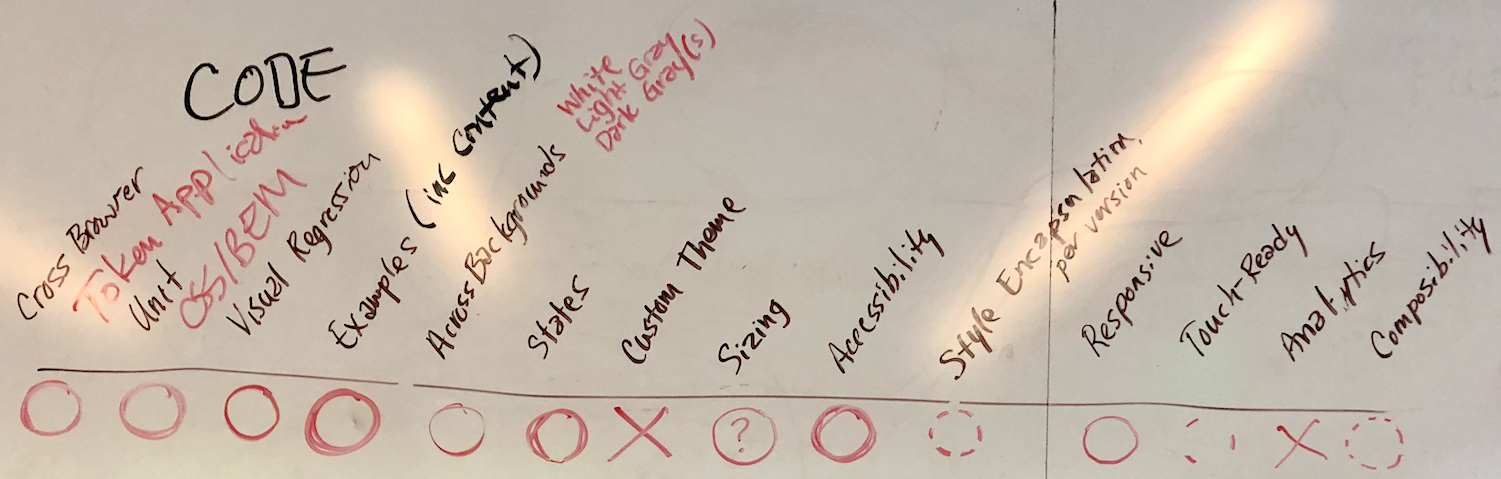 CODE
Cross Browser
Token Application
Unit
CSS/BEM
Visual Regression
Examples (inc Content)
Across Backgrounds
White
Light Gray
Dark Gray(s)
States
Custom Theme
Sizing
Accessibility
Style Encapsulation,
per version
Responsive
Touch-Ready
Analytics
Composibility
?